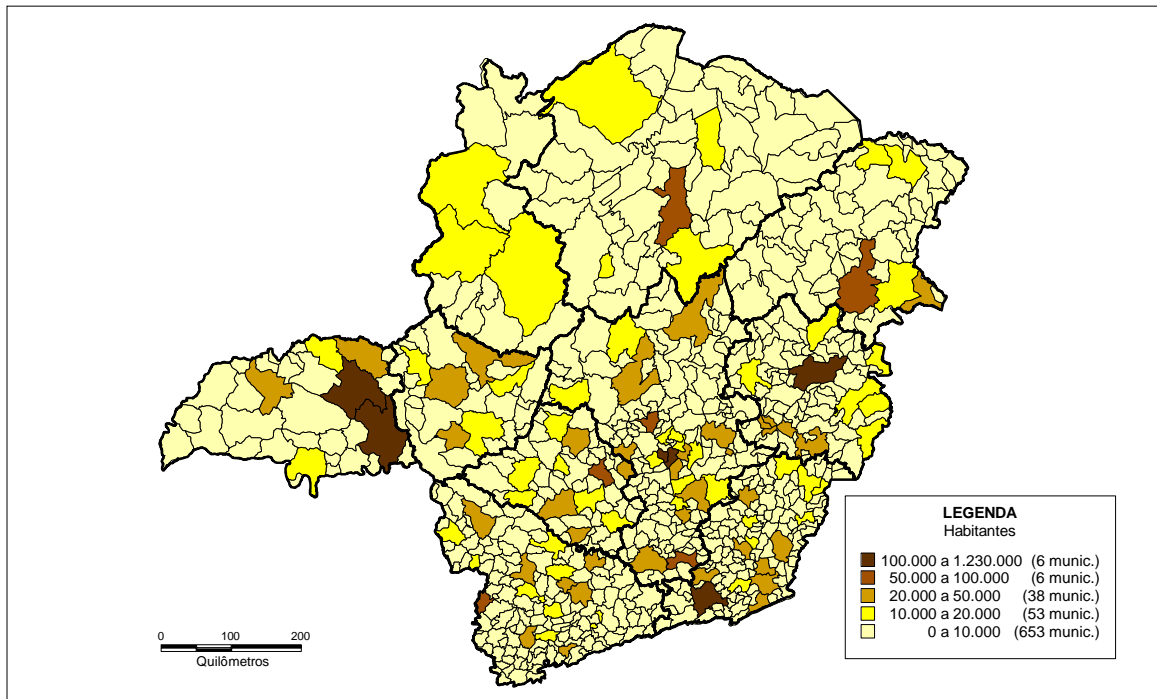 LEGENDA
Habitantes
100.000 a 1.230.000 (6 munic.)
50.000 a 100.000 (6 munic.)
20.000 a 50.000 (38 munic.)
10.000 a 20.000 (53 munic.)
0 a 10.000 (653 munic.)
0 100 200
Quilômetros